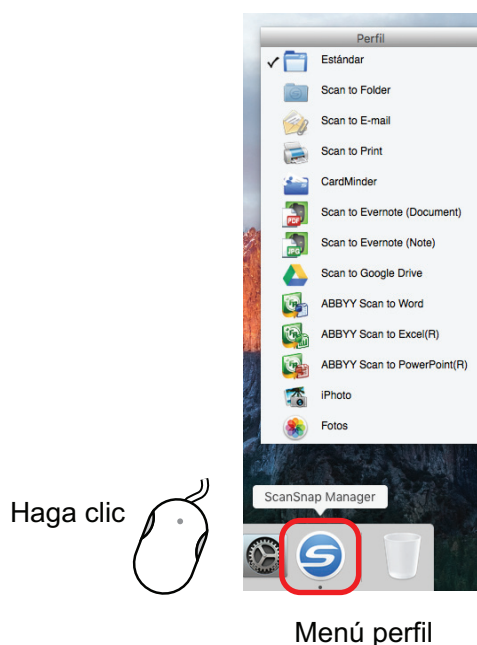 Perfil
Estándar
Scan to Folder
Scan to E-mail
Scan to Print
CardMinder
Scan to Evernote (Document)
Scan to Evernote (Note)
Scan to Google Drive
ABBYY Scan to Word
ABBYY Scan to Excel(R)
ABBYY Scan to PowerPoint(R)
iPhoto
Fotos
ScanSnap Manager
Haga clic
S
Menú perfil